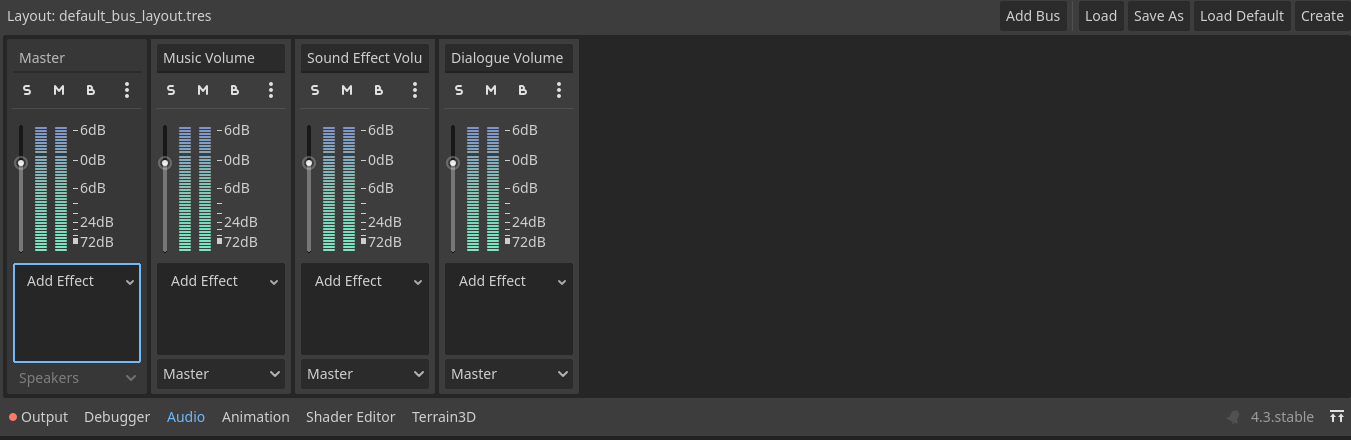 Layout: default_bus_layout.tres Add Bus Load Save As Load Default Create
Master Music Volume Sound Effect Volu Dialogue Volume
S M B S M B S M B S M B
6dB 6dB 6dB 6dB
0dB 0dB 0dB 0dB
6dB 6dB 6dB 6dB
24dB 24dB 24dB 24dB
72dB 72dB 72dB 72dB
Add Effect Add Effect Add Effect Add Effect
Speakers Master Master Master
Output Debugger Audio Animation Shader Editor Terrain3D 4.3.stable